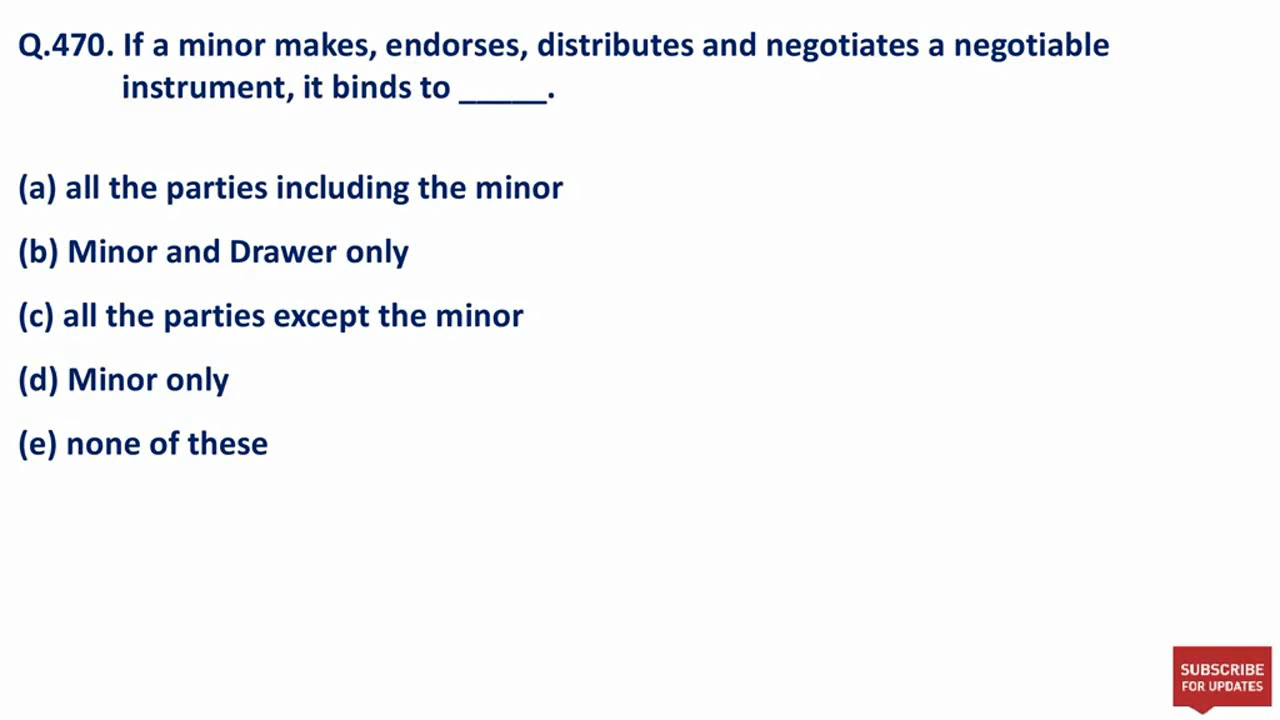 Q.470. If a minor makes, endorses, distributes and negotiates a negotiable
instrument, it binds to _____.
(a) all the parties including the minor
(b) Minor and Drawer only
(c) all the parties except the minor
(d) Minor only
(e) none of these
SUBSCRIBE
FOR UPDATES